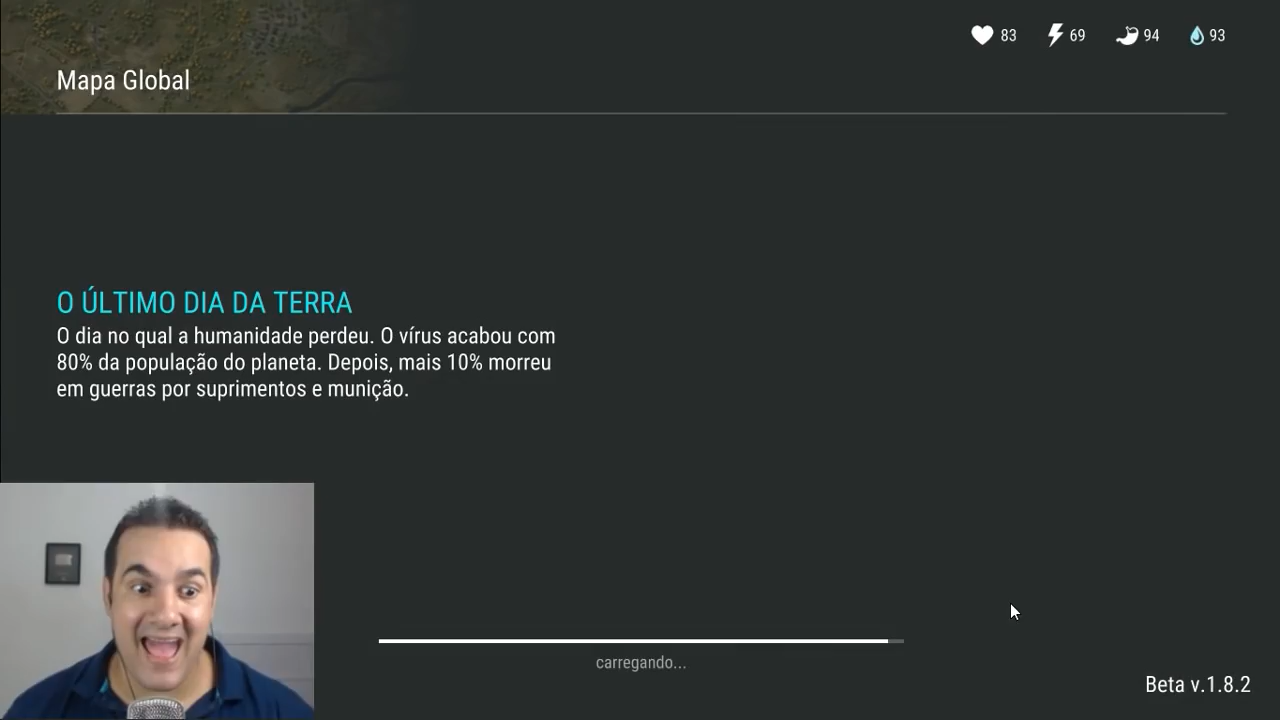 83 69 94 93
Mapa Global
O ÚLTIMO DIA DA TERRA
O dia no qual a humanidade perdeu. O vírus acabou com
80% da população do planeta. Depois, mais 10% morreu
em guerras por suprimentos e munição.
carregando...
Beta v.1.8.2